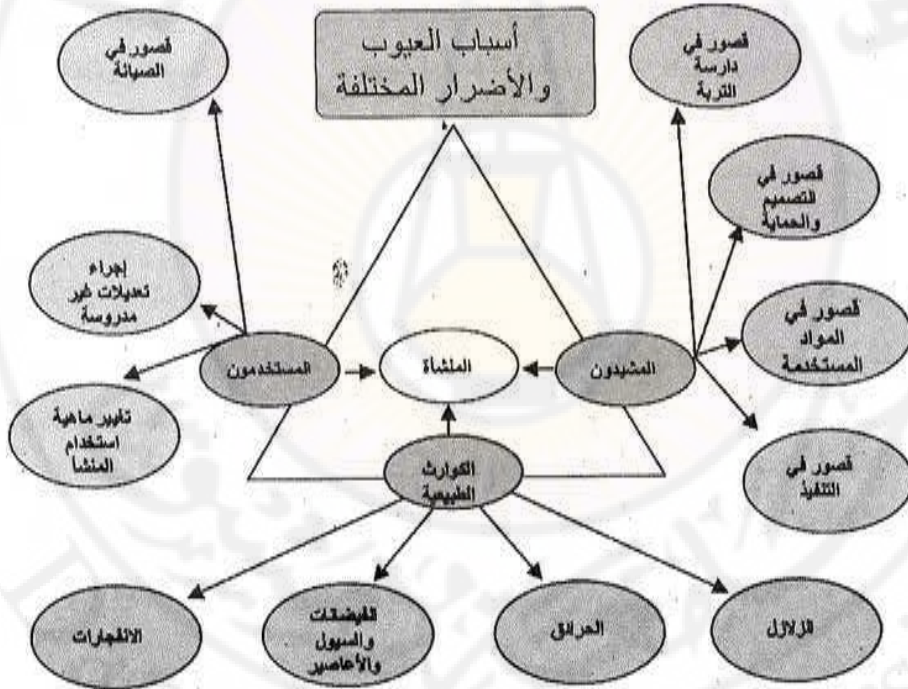 أسباب العيوب
والأضرار المختلفة
قصور في
دارسة
التربة
قصور في
التصميم
والحماية
قصور في
المواد
المستخدمة
قصور في
التنفيذ
المشيدون
المنشأة
المستخدمون
قصور في
الصيانة
إجراء
تعديلات غير
مدروسة
تغيير ماهية
استخدام
المنشأ
الكوارث
الطبيعية
الزلازل
الحرائق
الفيضانات
والسيول
والأعاصير
الانفجارات